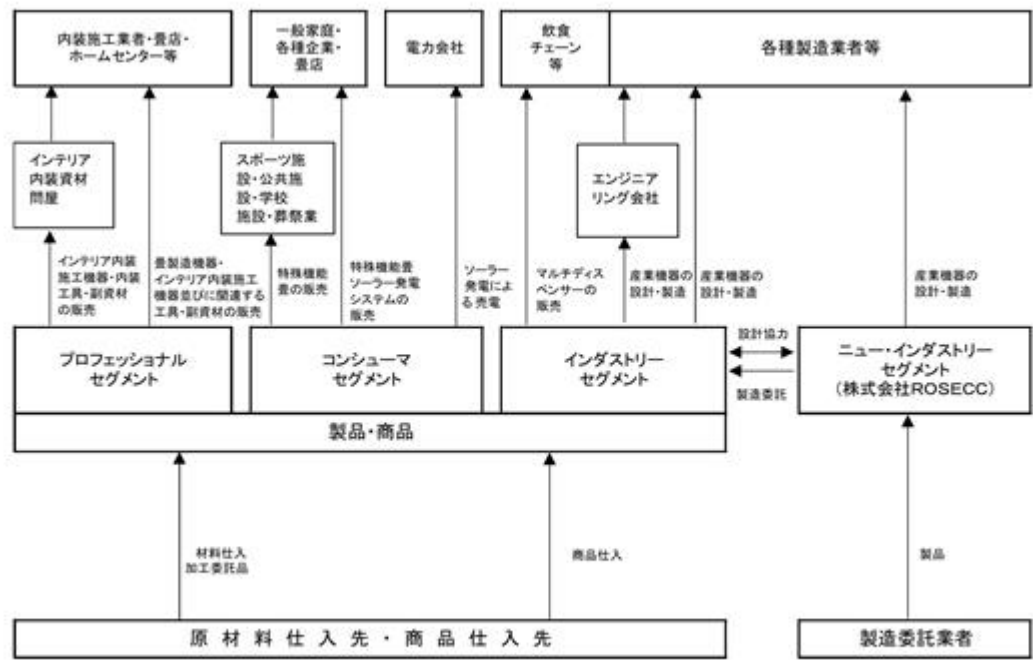 内装施工業者・畳店・
ホームセンター等
一般家庭・
各種企業・
畳店
電力会社
飲食
チェーン
等
各種製造業者等
インテリア
内装資材
問屋
スポーツ施
設・公共施
設・学校
施設・葬祭業
エンジニア
リング会社
インテリア内装
施工機器・内装
工具・副資材
の販売
畳製造機器・
インテリア内装施工
機器並びに関連する
工具・副資材の販売
特殊機能
畳の販売
特殊機能畳
ソーラー発電
システムの
販売
ソーラー
発電によ
る売電
マルチディス
ペンサーの
販売
産業機器の
設計・製造
産業機器の
設計・製造
産業機器の
設計・製造
プロフェッショナル
セグメント
コンシューマ
セグメント
インダストリー
セグメント
設計協力
製造委託
ニュー・インダストリー
セグメント
(株式会社ROSECC)
製品・商品
材料仕入
加工委託品
商品仕入
製品
原材料仕入先・商品仕入先
製造委託業者